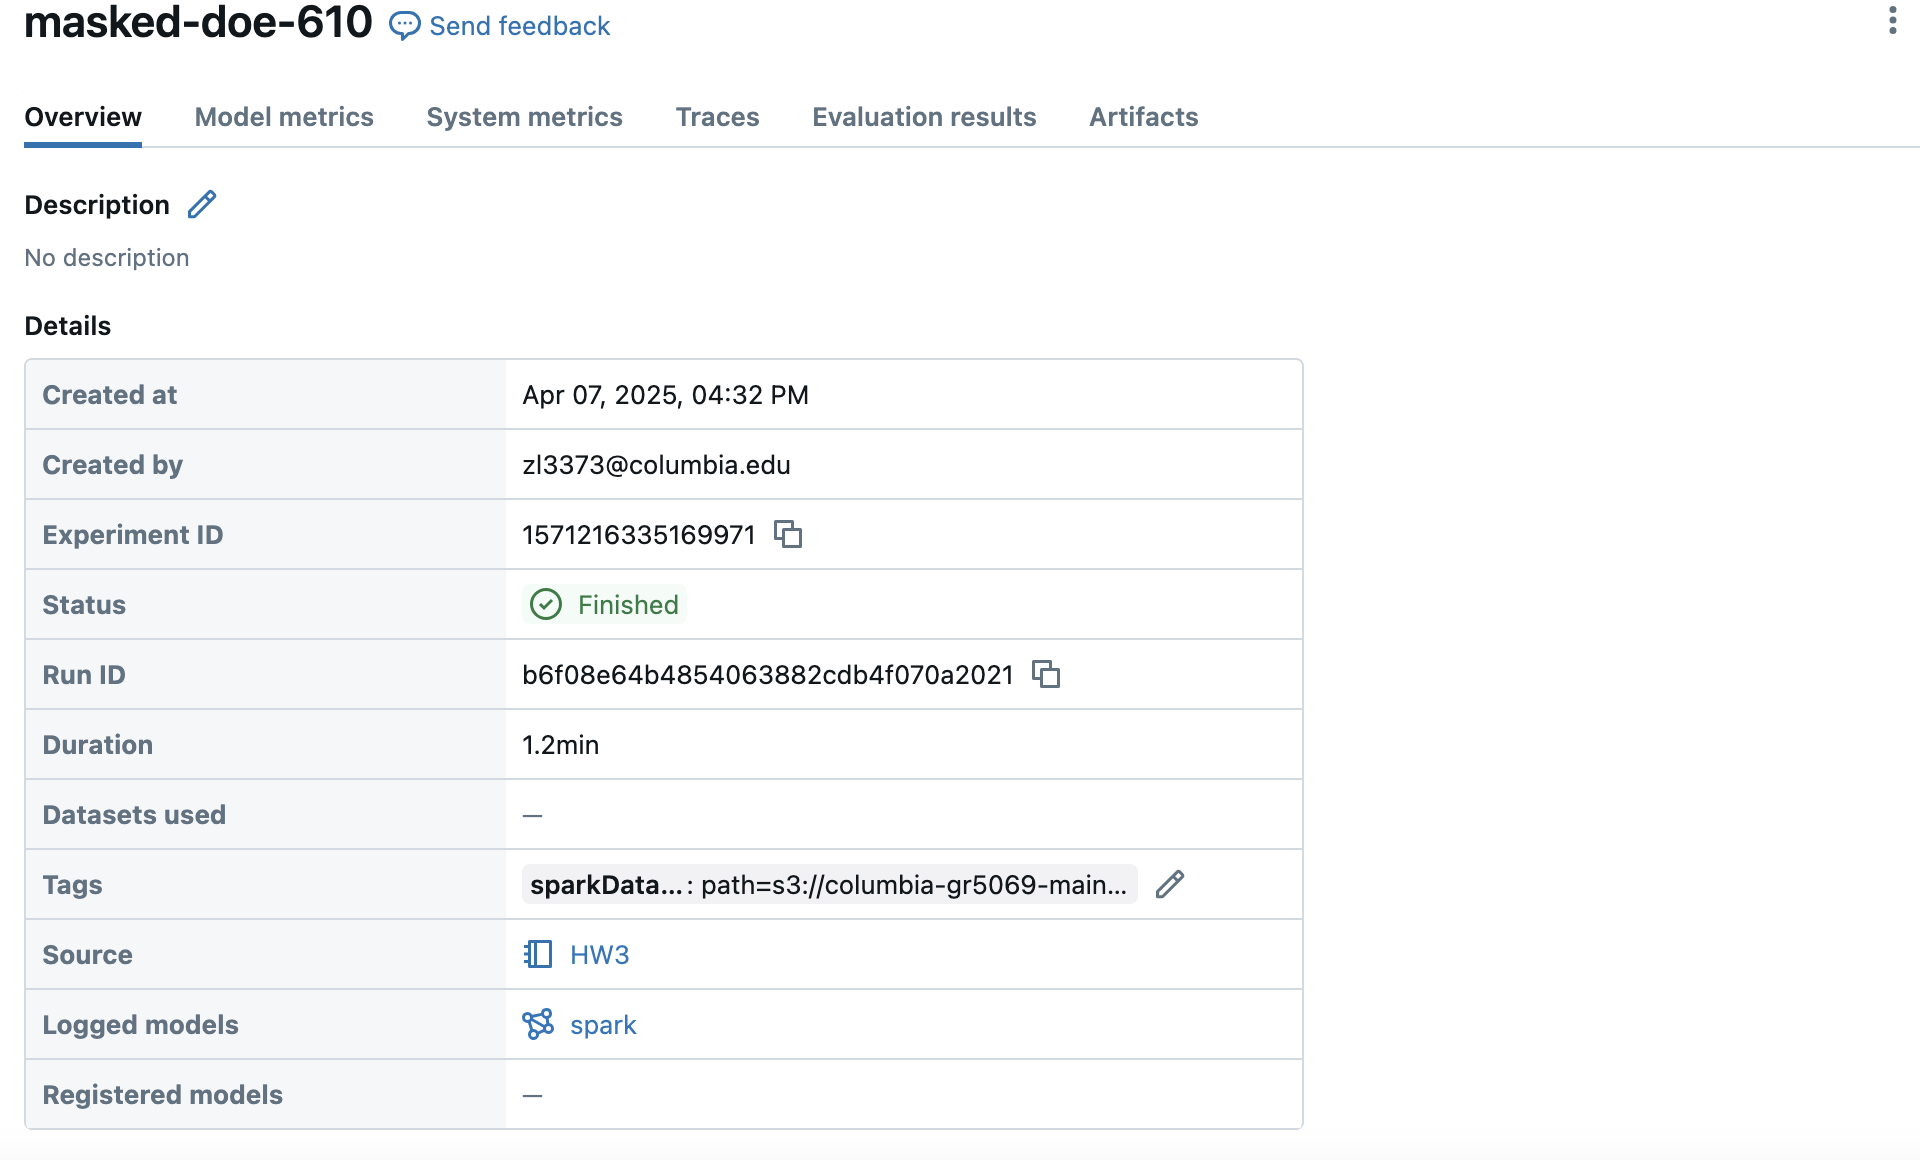 masked-doe-610 Send feedback
Overview Model metrics System metrics Traces Evaluation results Artifacts
Description
No description
Details
Created at Apr 07, 2025, 04:32 PM
Created by zl3373@columbia.edu
Experiment ID 1571216335169971
Status Finished
Run ID b6f08e64b4854063882cdb4f070a2021
Duration 1.2min
Datasets used —
Tags sparkData...: path=s3://columbia-gr5069-main...
Source HW3
Logged models spark
Registered models —